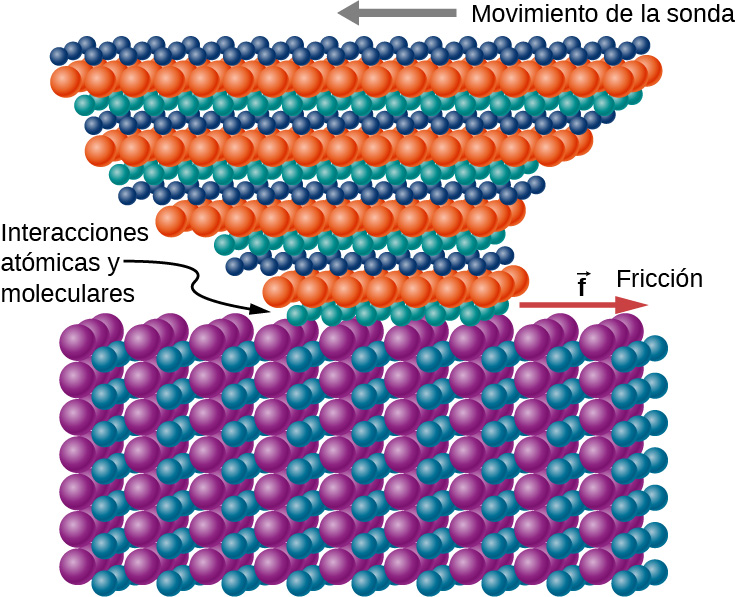 Movimiento de la sonda
Interacciones
atómicas y
moleculares
f⃗
Fricción